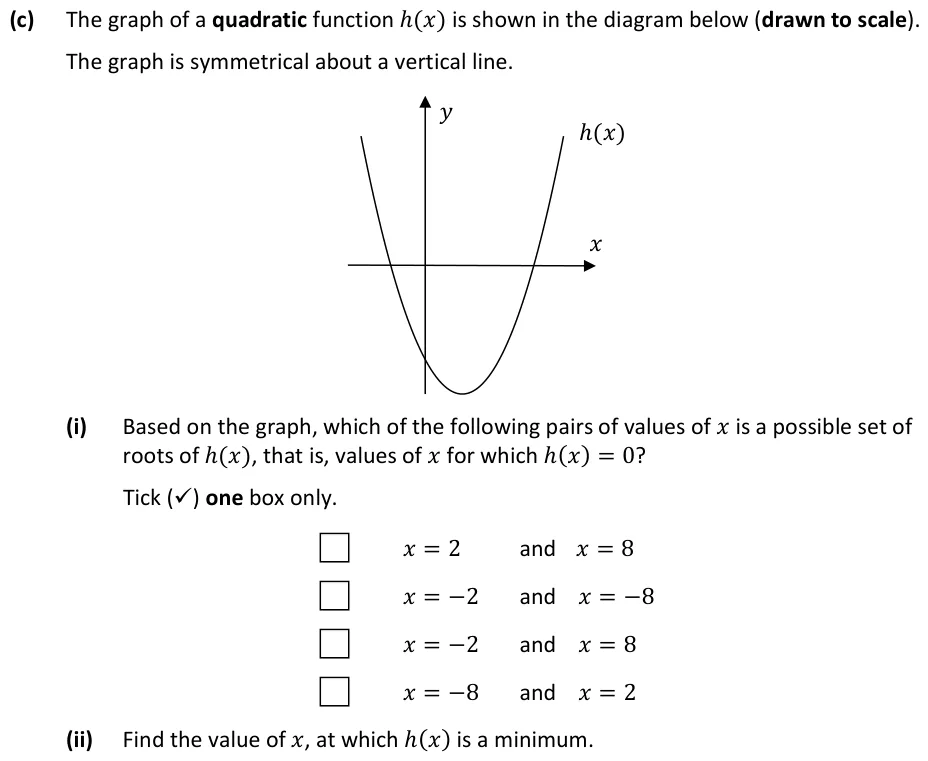 (c) The graph of a quadratic function h(x) is shown in the diagram below (drawn to scale).
The graph is symmetrical about a vertical line.
y
h(x)
x
(i) Based on the graph, which of the following pairs of values of x is a possible set of
roots of h(x), that is, values of x for which h(x) = 0?
Tick (✓) one box only.
x = 2 and x = 8
x = −2 and x = −8
x = −2 and x = 8
x = −8 and x = 2
(ii) Find the value of x, at which h(x) is a minimum.